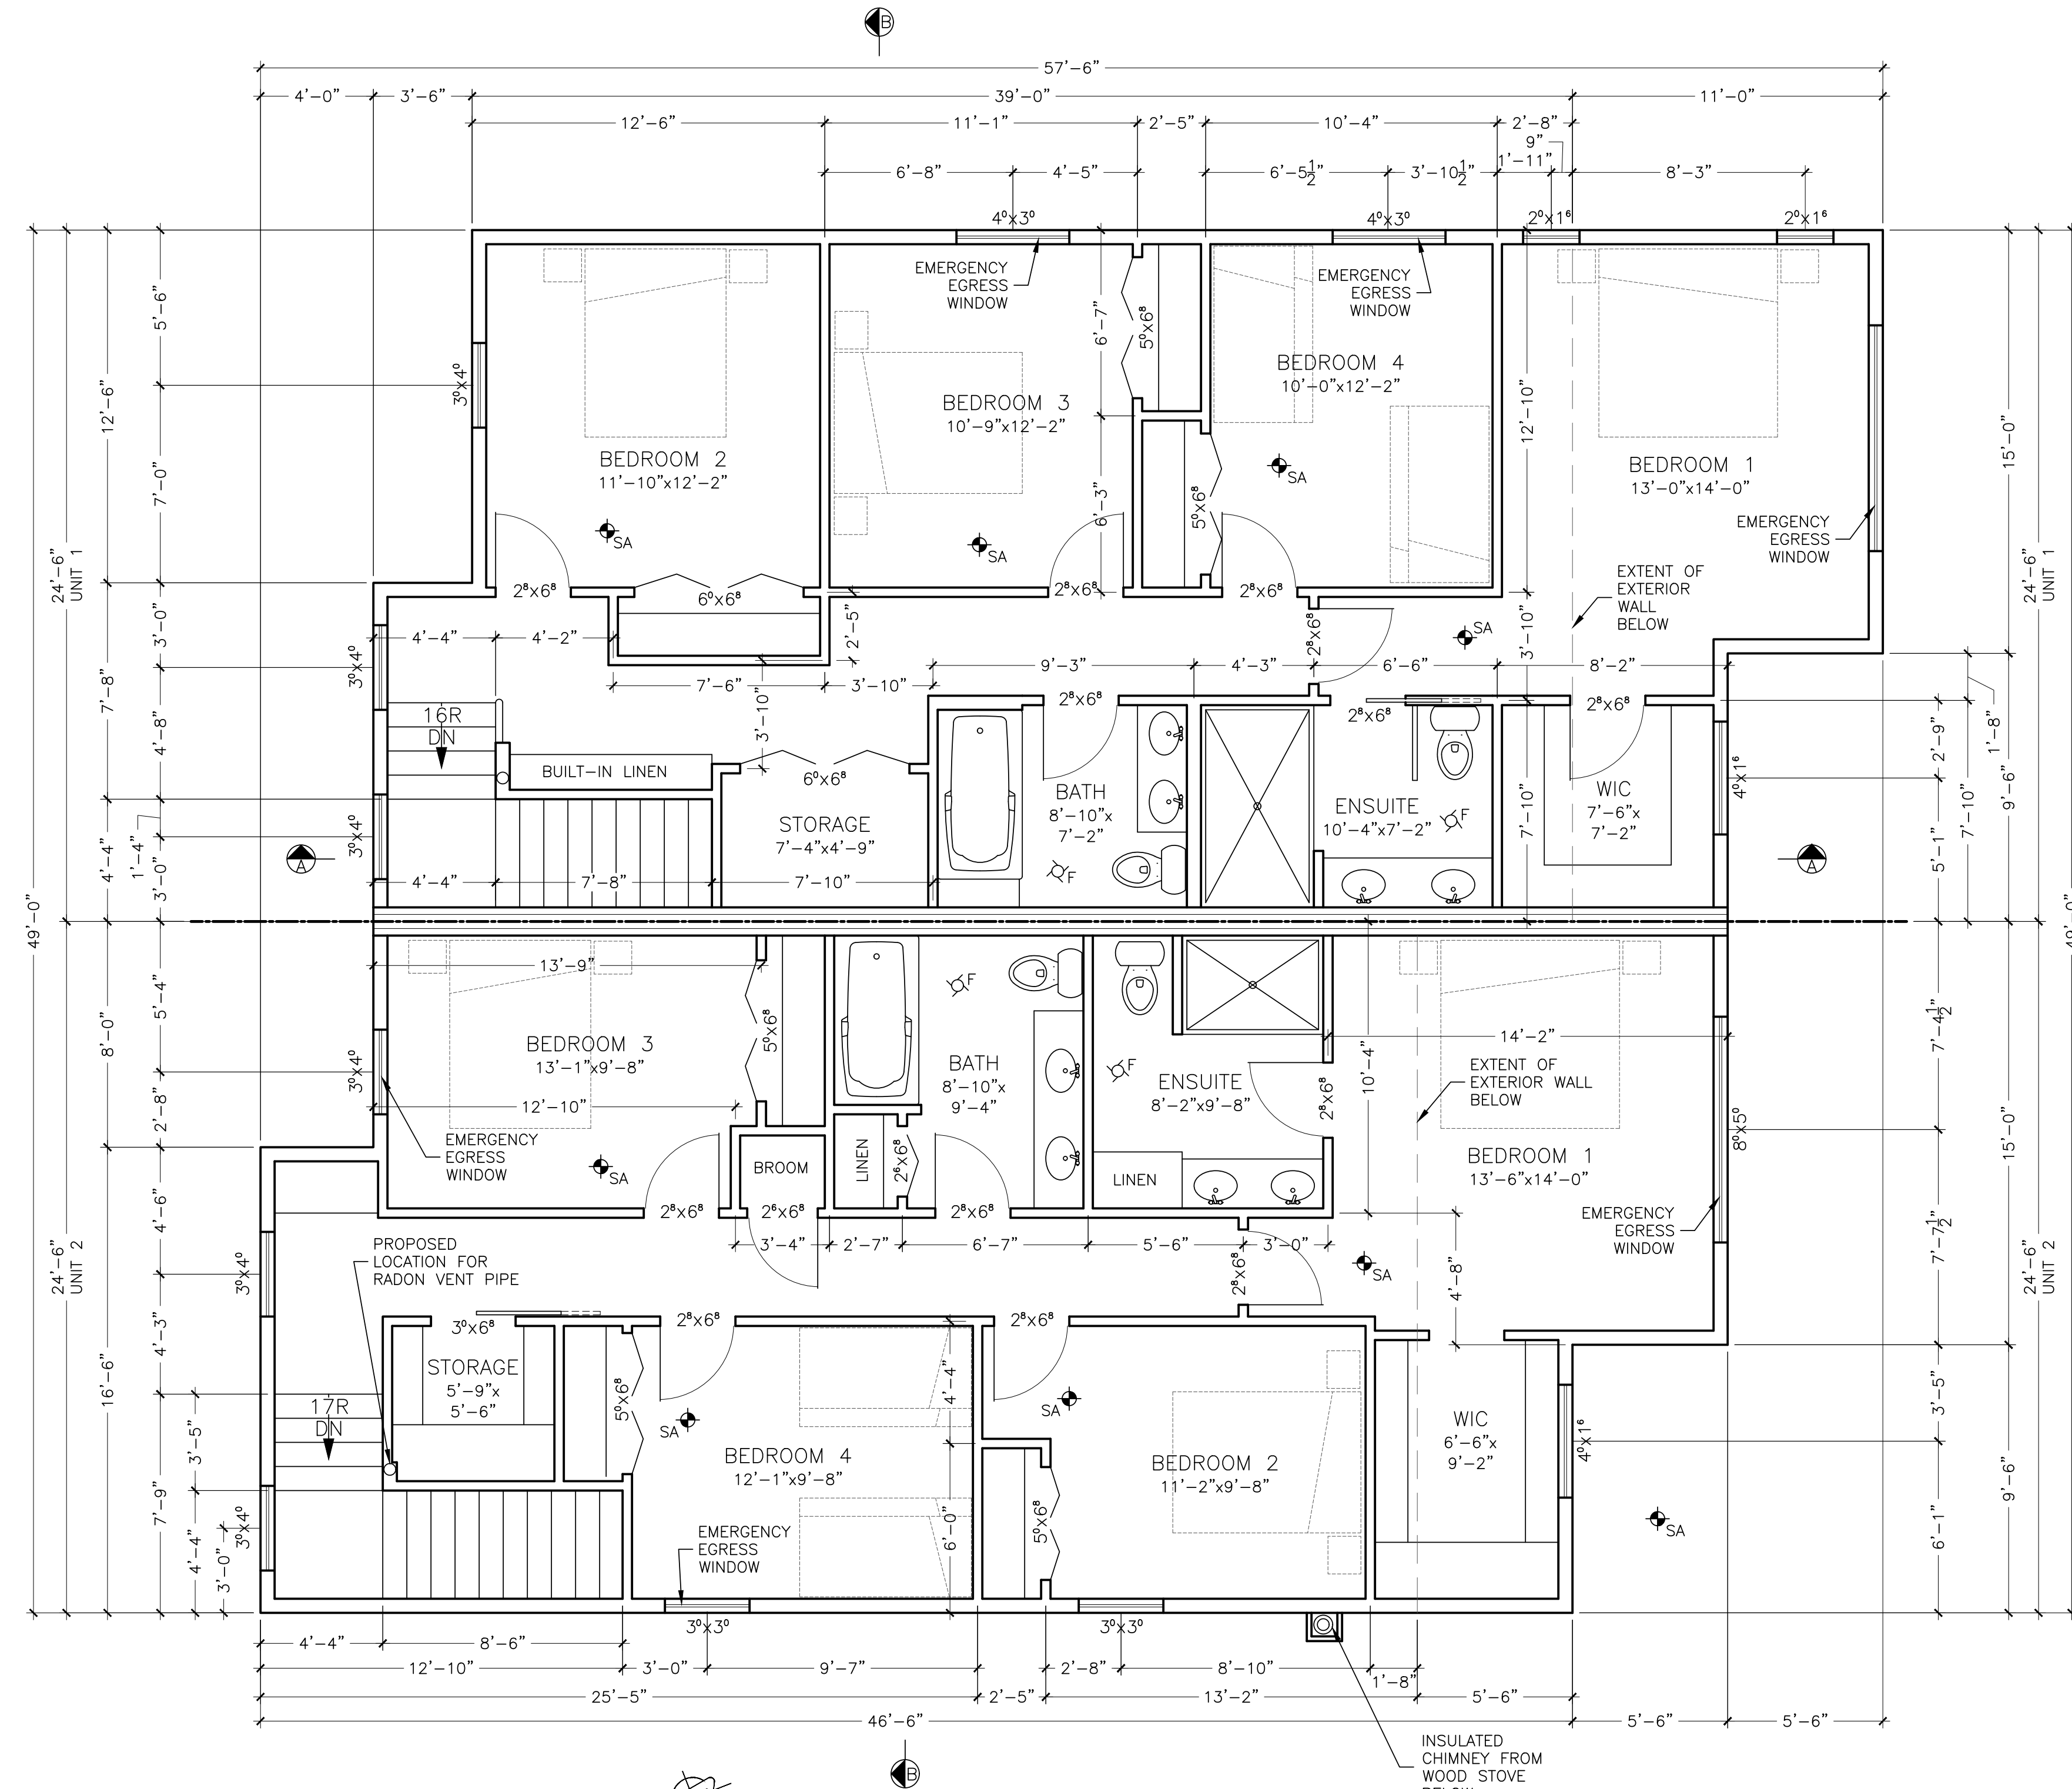 B
57'-6"
4'-0" 3'-6" 39'-0" 11'-0"
12'-6" 11'-1" 2'-5" 10'-4" 2'-8"
9"
6'-8" 4'-5" 6'-5½" 3'-10½" 1'-11" 8'-3"
4⁰x3⁰ 4⁰x3⁰ 2⁰x1⁶ 2⁰x1⁶
EMERGENCY
EGRESS
WINDOW
EMERGENCY
EGRESS
WINDOW
5'-6"
3⁰x4⁰
6'-7"
5⁰x6⁸
BEDROOM 4
10'-0"x12'-2"
BEDROOM 3
10'-9"x12'-2"
12'-6"
12'-10"
15'-0"
BEDROOM 2
11'-10"x12'-2"
BEDROOM 1
13'-0"x14'-0"
7'-0"
6'-3"
5⁰x6⁸
SA
SA
SA
EMERGENCY
EGRESS
WINDOW
24'-6"
UNIT 1
24'-6"
UNIT 1
2⁸x6⁸ 6⁰x6⁸ 2⁸x6⁸ 2⁸x6⁸
EXTENT OF
EXTERIOR
WALL
BELOW
3'-0"
4'-4" 4'-2" 2'-5"
2⁸x6⁸
SA
3'-10"
3⁰x4⁰
9'-3" 4'-3" 6'-6" 8'-2"
7'-8"
7'-6" 3'-10"
2⁸x6⁸ 2⁸x6⁸ 2⁸x6⁸
16R
DN
4'-8"
3'-10"
1'-8"
2'-9"
BUILT-IN LINEN
6⁰x6⁸
4⁰x1⁶
BATH
8'-10"x
7'-2"
ENSUITE
10'-4"x7'-2"
F
WIC
7'-6"x
7'-2"
7'-10"
7'-10"
9'-6"
STORAGE
7'-4"x4'-9"
3⁰x4⁰
1'-4"
4'-4"
3'-0"
A
A
F
5'-1"
4'-4" 7'-8" 7'-10"
49'-0"
49'-0"
13'-9"
F
5'-4"
8'-0"
BEDROOM 3
13'-1"x9'-8"
5⁰x6⁸
3⁰x4⁰
BATH
8'-10"x
9'-4"
F
ENSUITE
8'-2"x9'-8"
2⁸x6⁸
10'-4"
14'-2"
EXTENT OF
EXTERIOR WALL
BELOW
7'-4½"
2'-8"
12'-10"
EMERGENCY
EGRESS
WINDOW
8⁰x5⁰
15'-0"
BEDROOM 1
13'-6"x14'-0"
SA
BROOM
LINEN
2⁶x6⁸
LINEN
4'-6"
2⁸x6⁸ 2⁶x6⁸ 2⁸x6⁸
EMERGENCY
EGRESS
WINDOW
7'-7½"
3'-4" 2'-7" 6'-7" 5'-6" 3'-0"
PROPOSED
LOCATION FOR
RADON VENT PIPE
3⁰x4⁰
2⁸x6⁸
SA
4'-8"
24'-6"
UNIT 2
24'-6"
UNIT 2
4'-3"
3⁰x6⁸ 2⁸x6⁸ 2⁸x6⁸
STORAGE
5'-9"x
5'-6"
5⁰x6⁸
16'-6"
4'-4"
SA
SA
17R
DN
3'-5"
3'-5"
WIC
6'-6"x
9'-2"
4⁰x1⁶
BEDROOM 4
12'-1"x9'-8"
BEDROOM 2
11'-2"x9'-8"
7'-9"
9'-6"
3⁰x4⁰
4'-4"
3'-0"
EMERGENCY
EGRESS
WINDOW
6'-0"
5⁰x6⁸
SA
6'-1"
3⁰x3⁰ 3⁰x3⁰
4'-4" 8'-6"
12'-10" 3'-0" 9'-7" 2'-8" 8'-10"
1'-8"
25'-5" 2'-5" 13'-2" 5'-6"
46'-6" 5'-6" 5'-6"
INSULATED
CHIMNEY FROM
WOOD STOVE
B